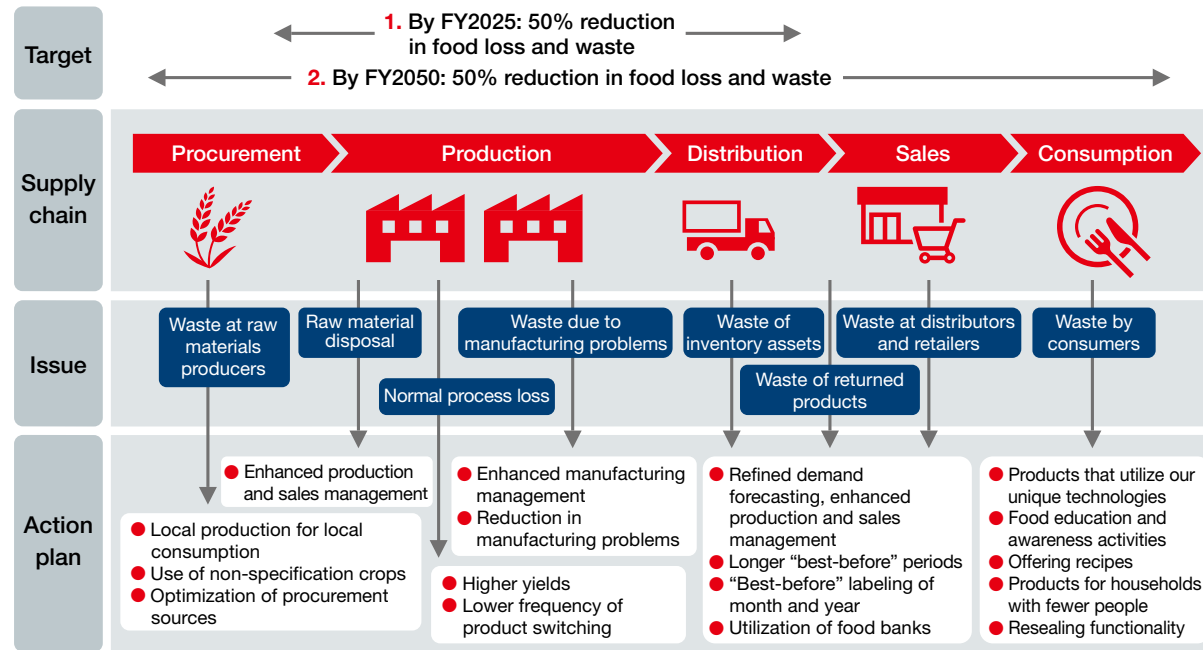 Target
1. By FY2025: 50% reduction
in food loss and waste
2. By FY2050: 50% reduction in food loss and waste
Supply
chain
Procurement
Production
Distribution
Sales
Consumption
Issue
Waste at raw
materials
producers
Raw material
disposal
Normal process loss
Waste due to
manufacturing problems
Waste of
inventory assets
Waste of returned
products
Waste at distributors
and retailers
Waste by
consumers
Action
plan
● Enhanced production
and sales management
● Local production for local
consumption
● Use of non-specification crops
● Optimization of procurement
sources
● Enhanced manufacturing
management
● Reduction in
manufacturing problems
● Higher yields
● Lower frequency of
product switching
● Refined demand
forecasting, enhanced
production and sales
management
● Longer “best-before” periods
● “Best-before” labeling of
month and year
● Utilization of food banks
● Products that utilize our
unique technologies
● Food education and
awareness activities
● Offering recipes
● Products for households
with fewer people
● Resealing functionality